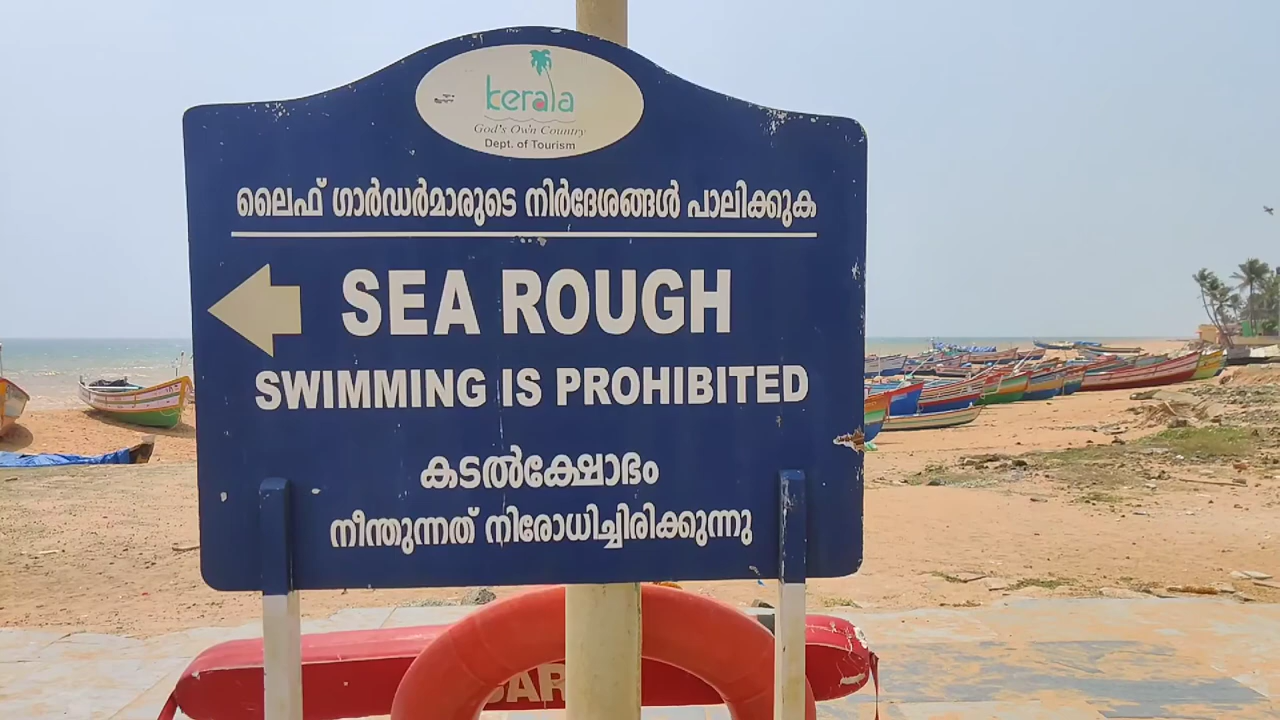 kerala
God's Own Country
Dept. of Tourism
ലൈഫ് ഗാർഡർമാരുടെ നിർദേശങ്ങൾ പാലിക്കുക
SEA ROUGH
SWIMMING IS PROHIBITED
കടൽക്ഷോഭം
നീന്തുന്നത് നിരോധിച്ചിരിക്കുന്നു